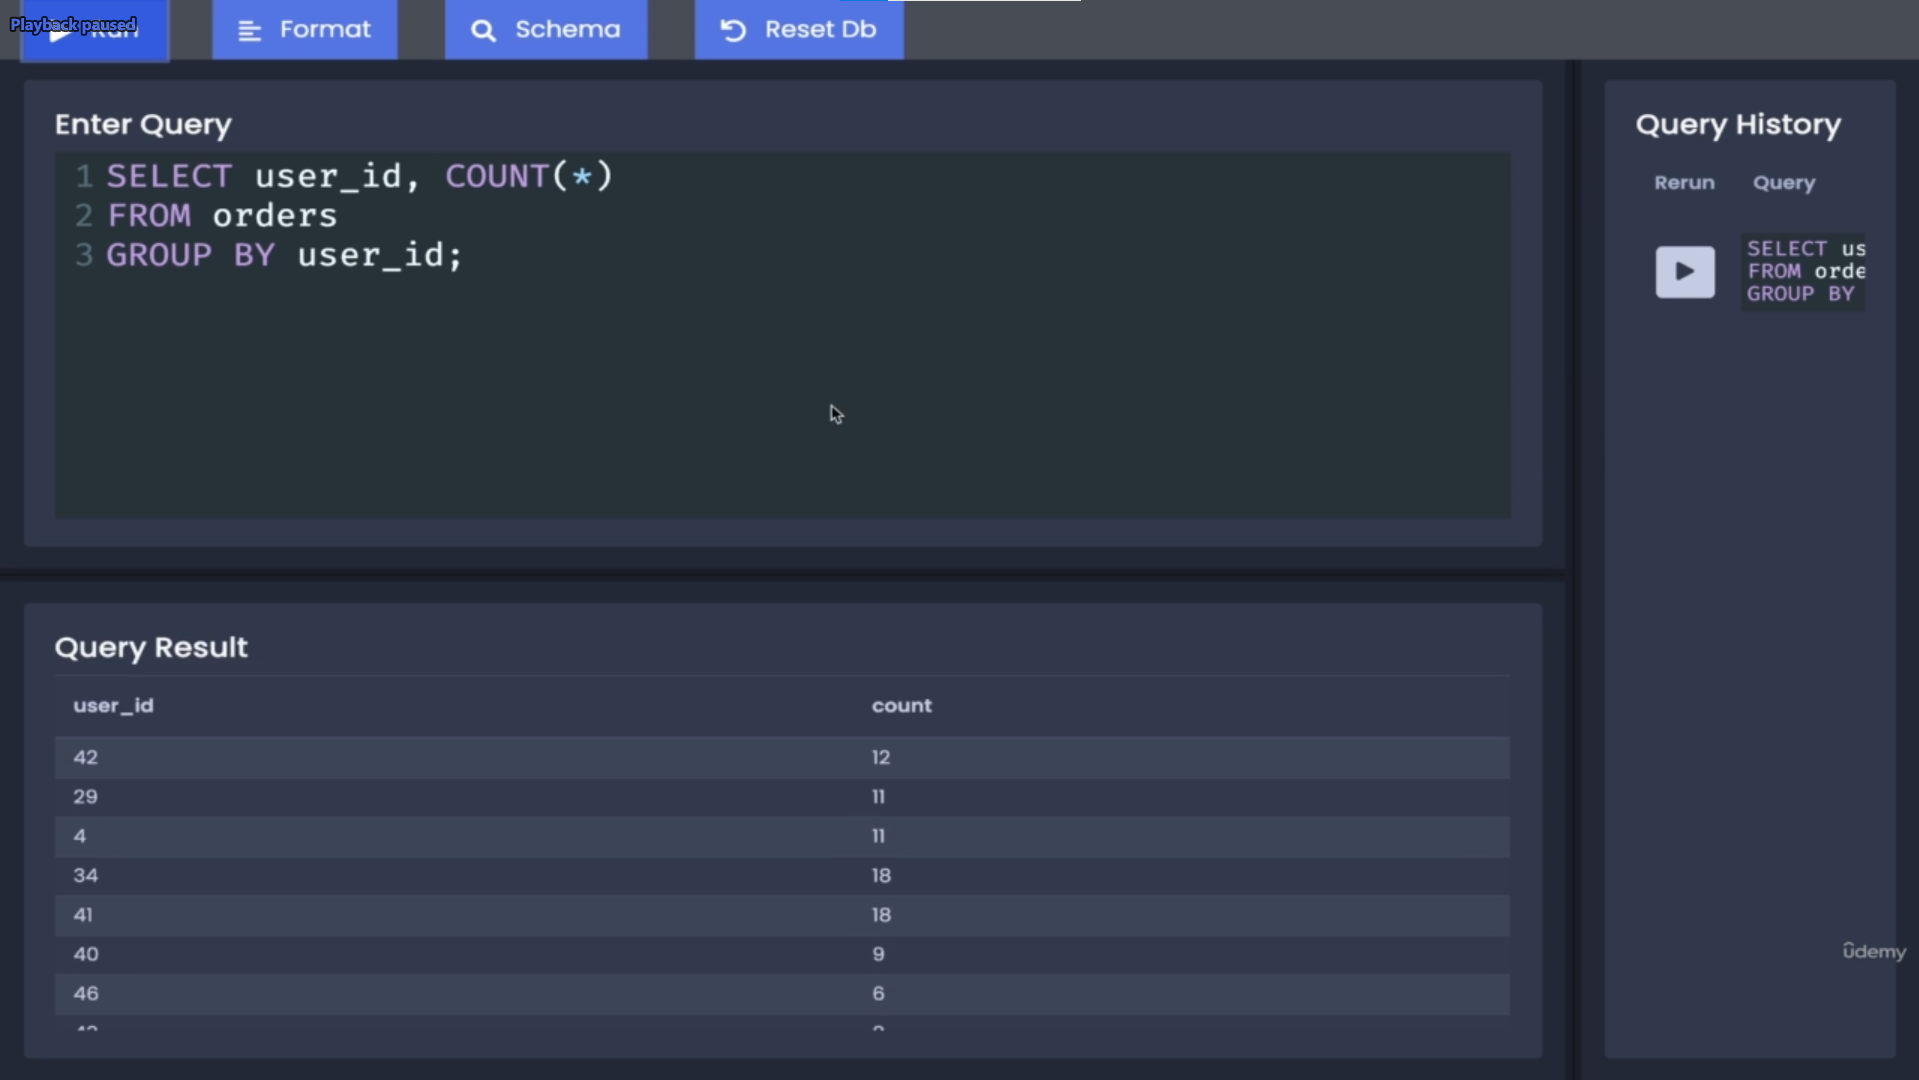 Playback paused
Format
Schema
Reset Db
Enter Query
1 SELECT user_id, COUNT(*)
2 FROM orders
3 GROUP BY user_id;
Query History
Rerun Query
SELECT us
FROM orde
GROUP BY
Query Result
user_id count
42 12
29 11
4 11
34 18
41 18
40 9
46 6
ûdemy